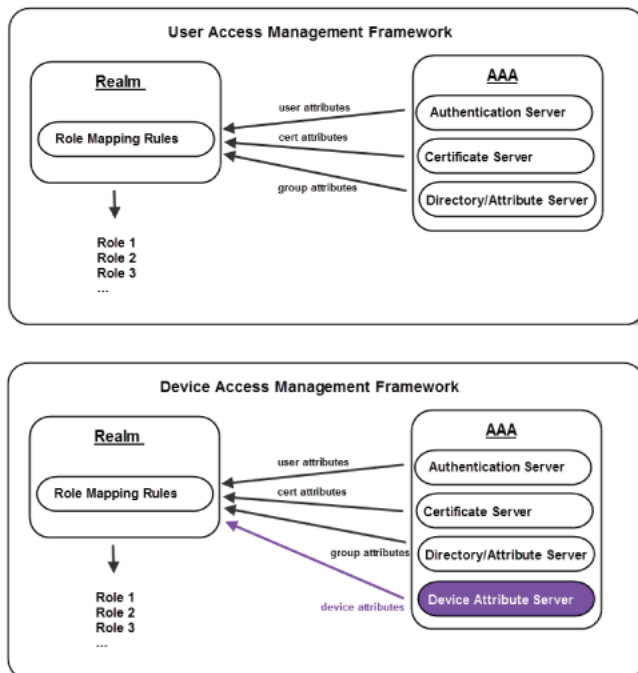 User Access Management Framework
Realm
AAA
user attributes
Authentication Server
Role Mapping Rules
cert attributes
Certificate Server
group attributes
Directory/Attribute Server
Role 1
Role 2
Role 3
...
Device Access Management Framework
Realm
AAA
user attributes
Authentication Server
Role Mapping Rules
cert attributes
Certificate Server
group attributes
Directory/Attribute Server
device attributes
Device Attribute Server
Role 1
Role 2
Role 3
...